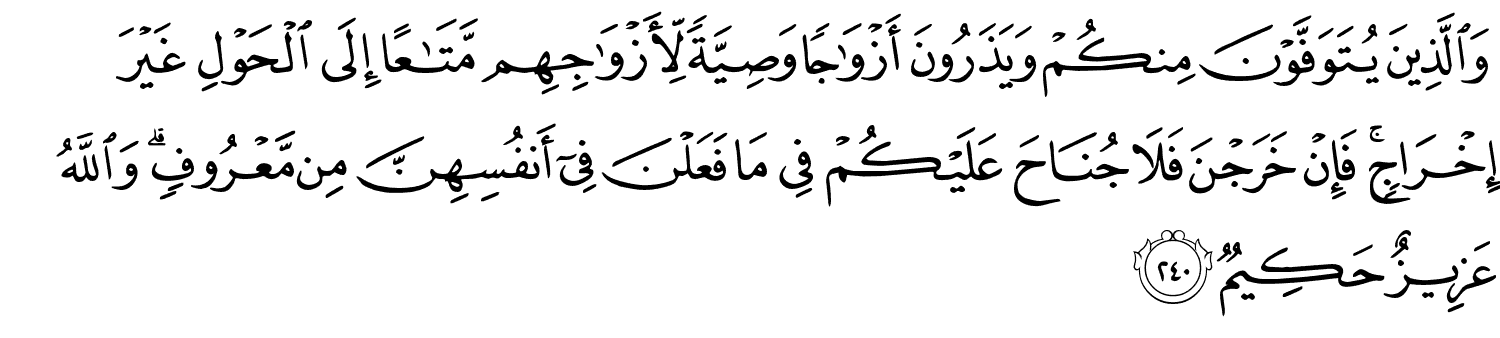 وَٱلَّذِينَ يُتَوَفَّوْنَ مِنكُمْ وَيَذَرُونَ أَزْوَٰجًا وَصِيَّةً لِّأَزْوَٰجِهِم مَّتَـٰعًا إِلَى ٱلْحَوْلِ غَيْرَ
إِخْرَاجٍ ۚ فَإِنْ خَرَجْنَ فَلَا جُنَاحَ عَلَيْكُمْ فِى مَا فَعَلْنَ فِىٓ أَنفُسِهِنَّ مِن مَّعْرُوفٍ ۗ وَٱللَّهُ
عَزِيزٌ حَكِيمٌ ٢٤٠